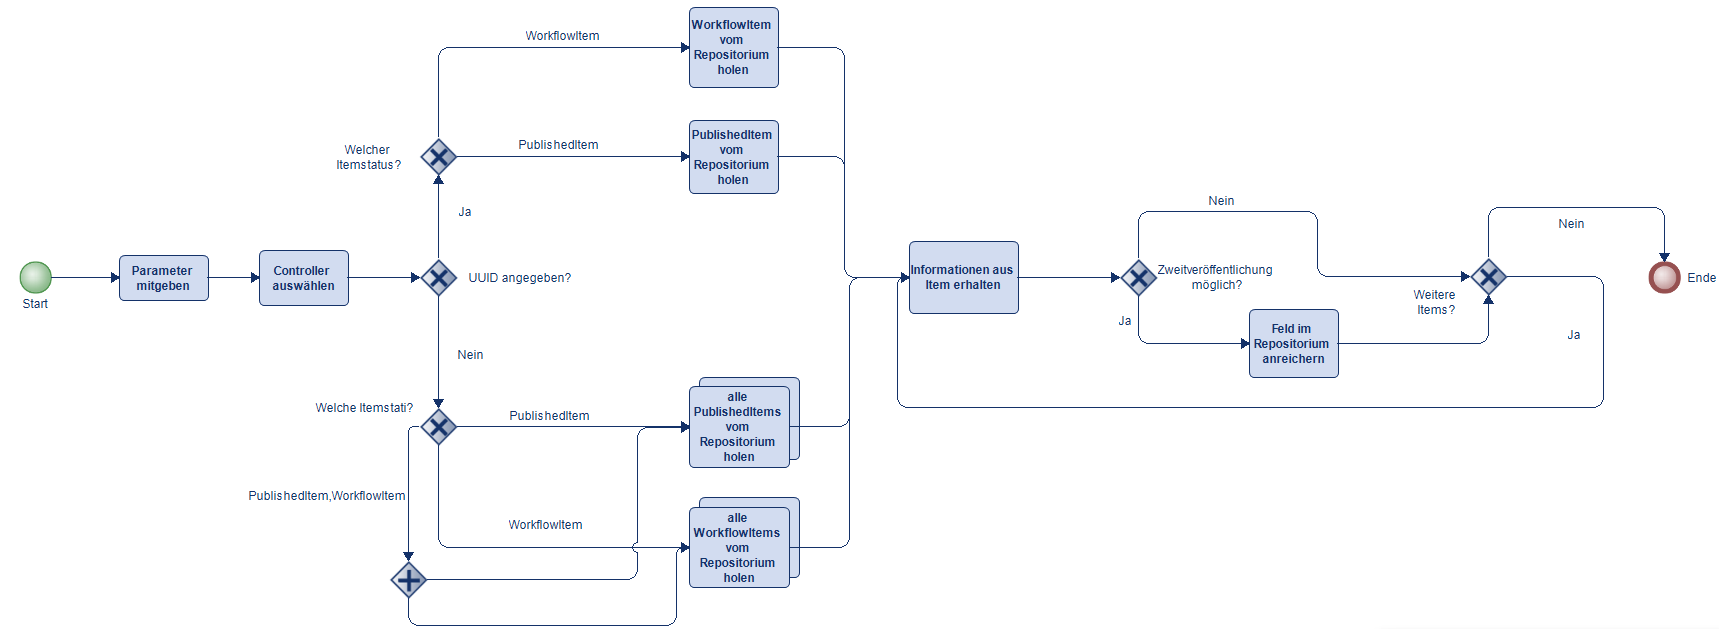 Start
Parameter
mitgeben
Controller
auswählen
UUID angegeben?
Ja
Welcher
Itemstatus?
WorkflowItem
WorkflowItem
vom
Repositorium
holen
PublishedItem
PublishedItem
vom
Repositorium
holen
Nein
Welche Itemstati?
PublishedItem
alle
PublishedItems
vom
Repositorium
holen
PublishedItem,WorkflowItem
WorkflowItem
alle
WorkflowItems
vom
Repositorium
holen
Informationen aus
Item erhalten
Zweitveröffentlichung
möglich?
Nein
Ja
Feld im
Repositorium
anreichern
Weitere
Items?
Nein
Ja
Ende